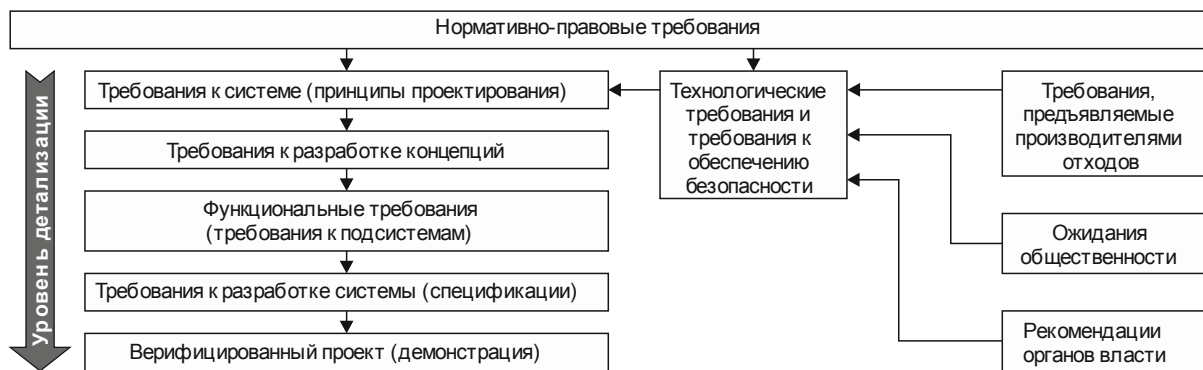 Нормативно-правовые требования
Уровень детализации
Требования к системе (принципы проектирования)
Требования к разработке концепций
Функциональные требования
(требования к подсистемам)
Требования к разработке системы (спецификации)
Верифицированный проект (демонстрация)
Технологические
требования и
требования к
обеспечению
безопасности
Требования,
предъявляемые
производителями
отходов
Ожидания
общественности
Рекомендации
органов власти